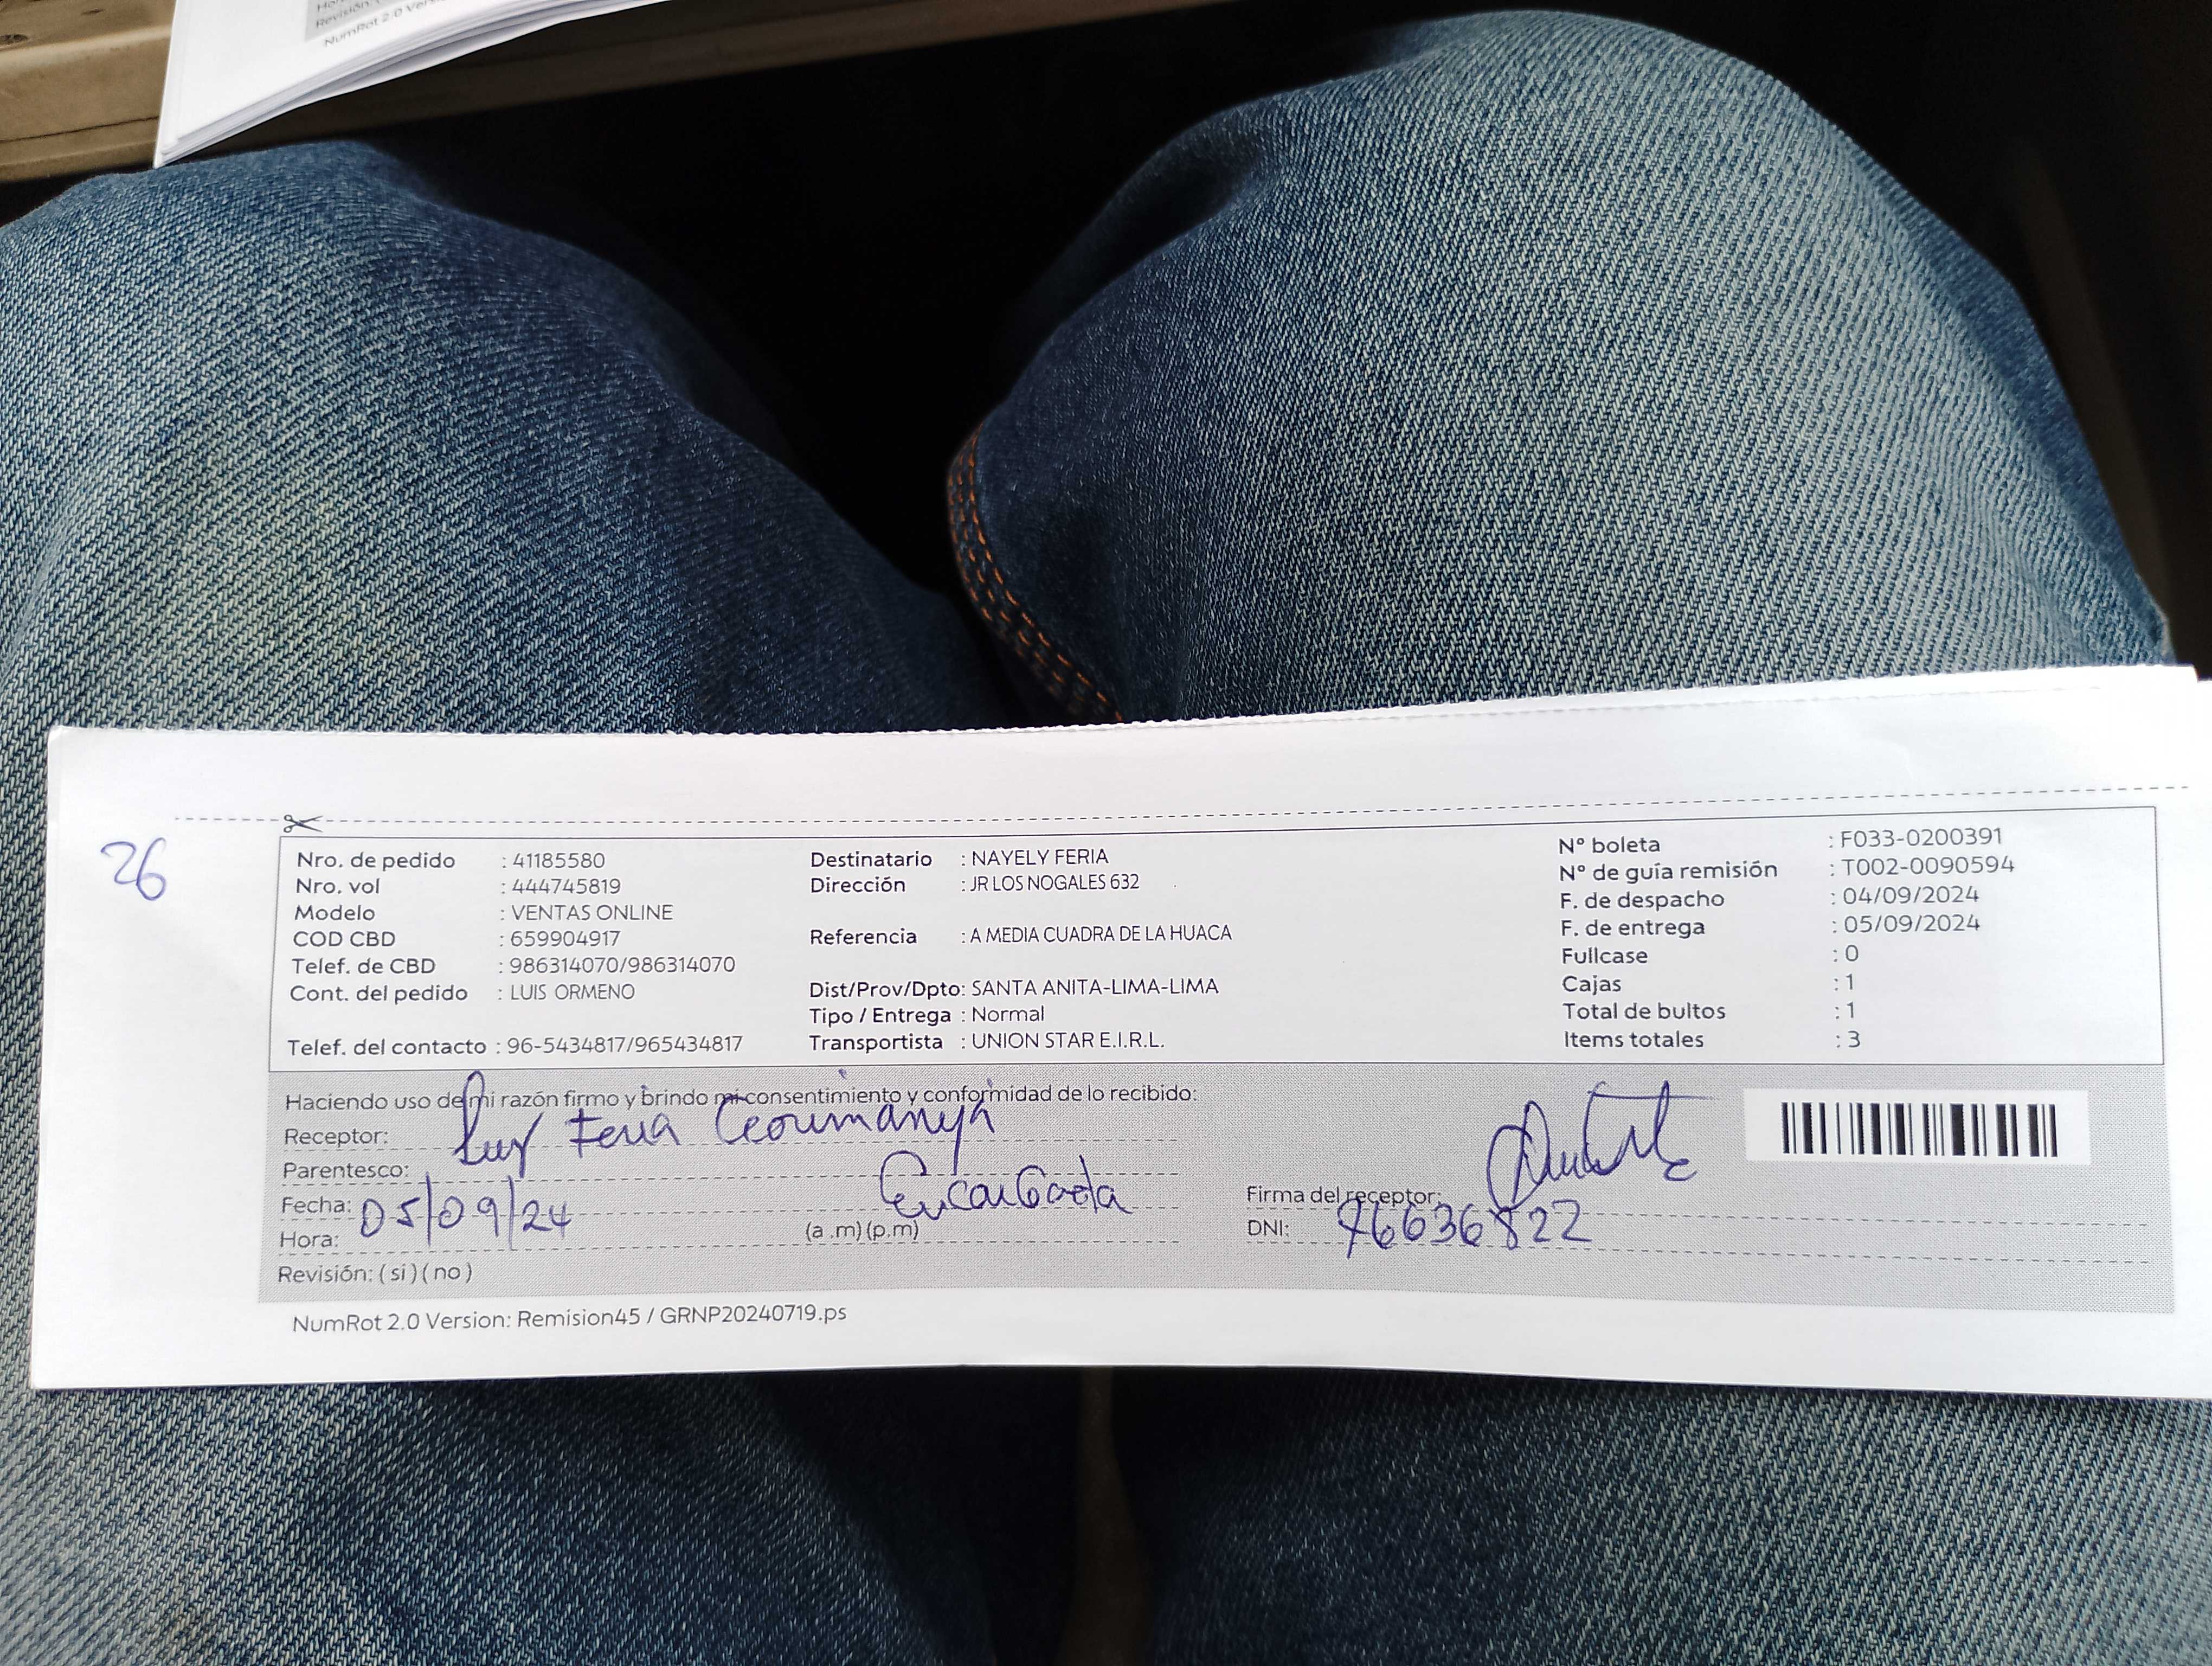 Revisión: (
NumRot 2.0 Vers
26
Nro. de pedido : 41185580
Nro. vol : 444745819
Modelo : VENTAS ONLINE
COD CBD : 659904917
Telef. de CBD : 986314070/986314070
Cont. del pedido : LUIS ORMENO
Telef. del contacto : 96-5434817/965434817
Destinatario : NAYELY FERIA
Dirección : JR LOS NOGALES 632
Referencia : A MEDIA CUADRA DE LA HUACA
Dist/Prov/Dpto: SANTA ANITA-LIMA-LIMA
Tipo / Entrega : Normal
Transportista : UNION STAR E.I.R.L.
N° boleta : F033-0200391
N° de guía remisión : T002-0090594
F. de despacho : 04/09/2024
F. de entrega : 05/09/2024
Fullcase : 0
Cajas : 1
Total de bultos : 1
Items totales : 3
Haciendo uso de mi razón firmo y brindo mi consentimiento y conformidad de lo recibido:
Receptor: Luz Feria
Parentesco: Encargada
Fecha: 05/09/24
Hora: (a .m) (p.m)
Revisión: ( si ) ( no )
Firma del receptor:
DNI: 76636822
NumRot 2.0 Version: Remision45 / GRNP20240719.ps